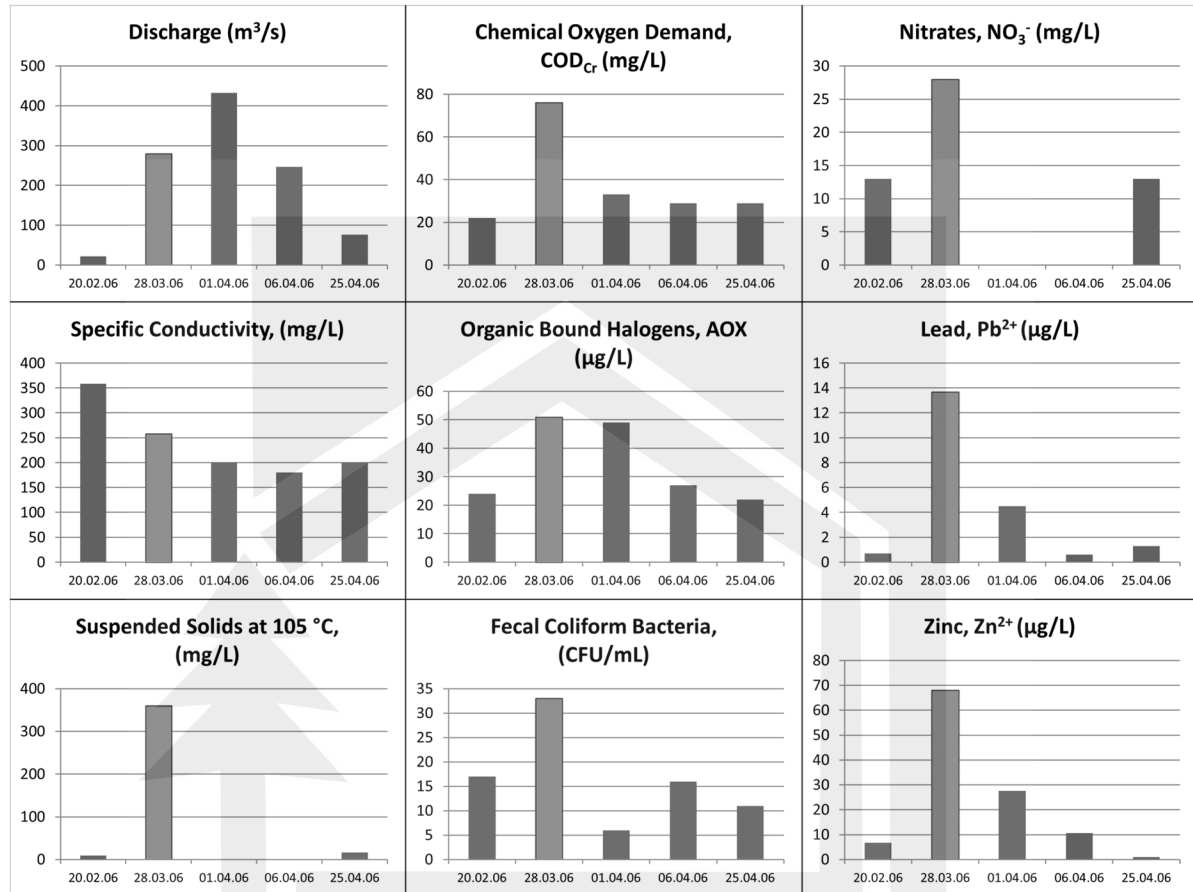 Discharge (m³/s)
500
400
300
200
100
0
20.02.06 28.03.06 01.04.06 06.04.06 25.04.06
Chemical Oxygen Demand,
COD_Cr (mg/L)
80
60
40
20
0
20.02.06 28.03.06 01.04.06 06.04.06 25.04.06
Nitrates, NO₃⁻ (mg/L)
30
25
20
15
10
5
0
20.02.06 28.03.06 01.04.06 06.04.06 25.04.06
Specific Conductivity, (mg/L)
400
350
300
250
200
150
100
50
0
20.02.06 28.03.06 01.04.06 06.04.06 25.04.06
Organic Bound Halogens, AOX
(µg/L)
60
50
40
30
20
10
0
20.02.06 28.03.06 01.04.06 06.04.06 25.04.06
Lead, Pb²⁺ (µg/L)
16
14
12
10
8
6
4
2
0
20.02.06 28.03.06 01.04.06 06.04.06 25.04.06
Suspended Solids at 105 °C,
(mg/L)
400
300
200
100
0
20.02.06 28.03.06 01.04.06 06.04.06 25.04.06
Fecal Coliform Bacteria,
(CFU/mL)
35
30
25
20
15
10
5
0
20.02.06 28.03.06 01.04.06 06.04.06 25.04.06
Zinc, Zn²⁺ (µg/L)
80
70
60
50
40
30
20
10
0
20.02.06 28.03.06 01.04.06 06.04.06 25.04.06